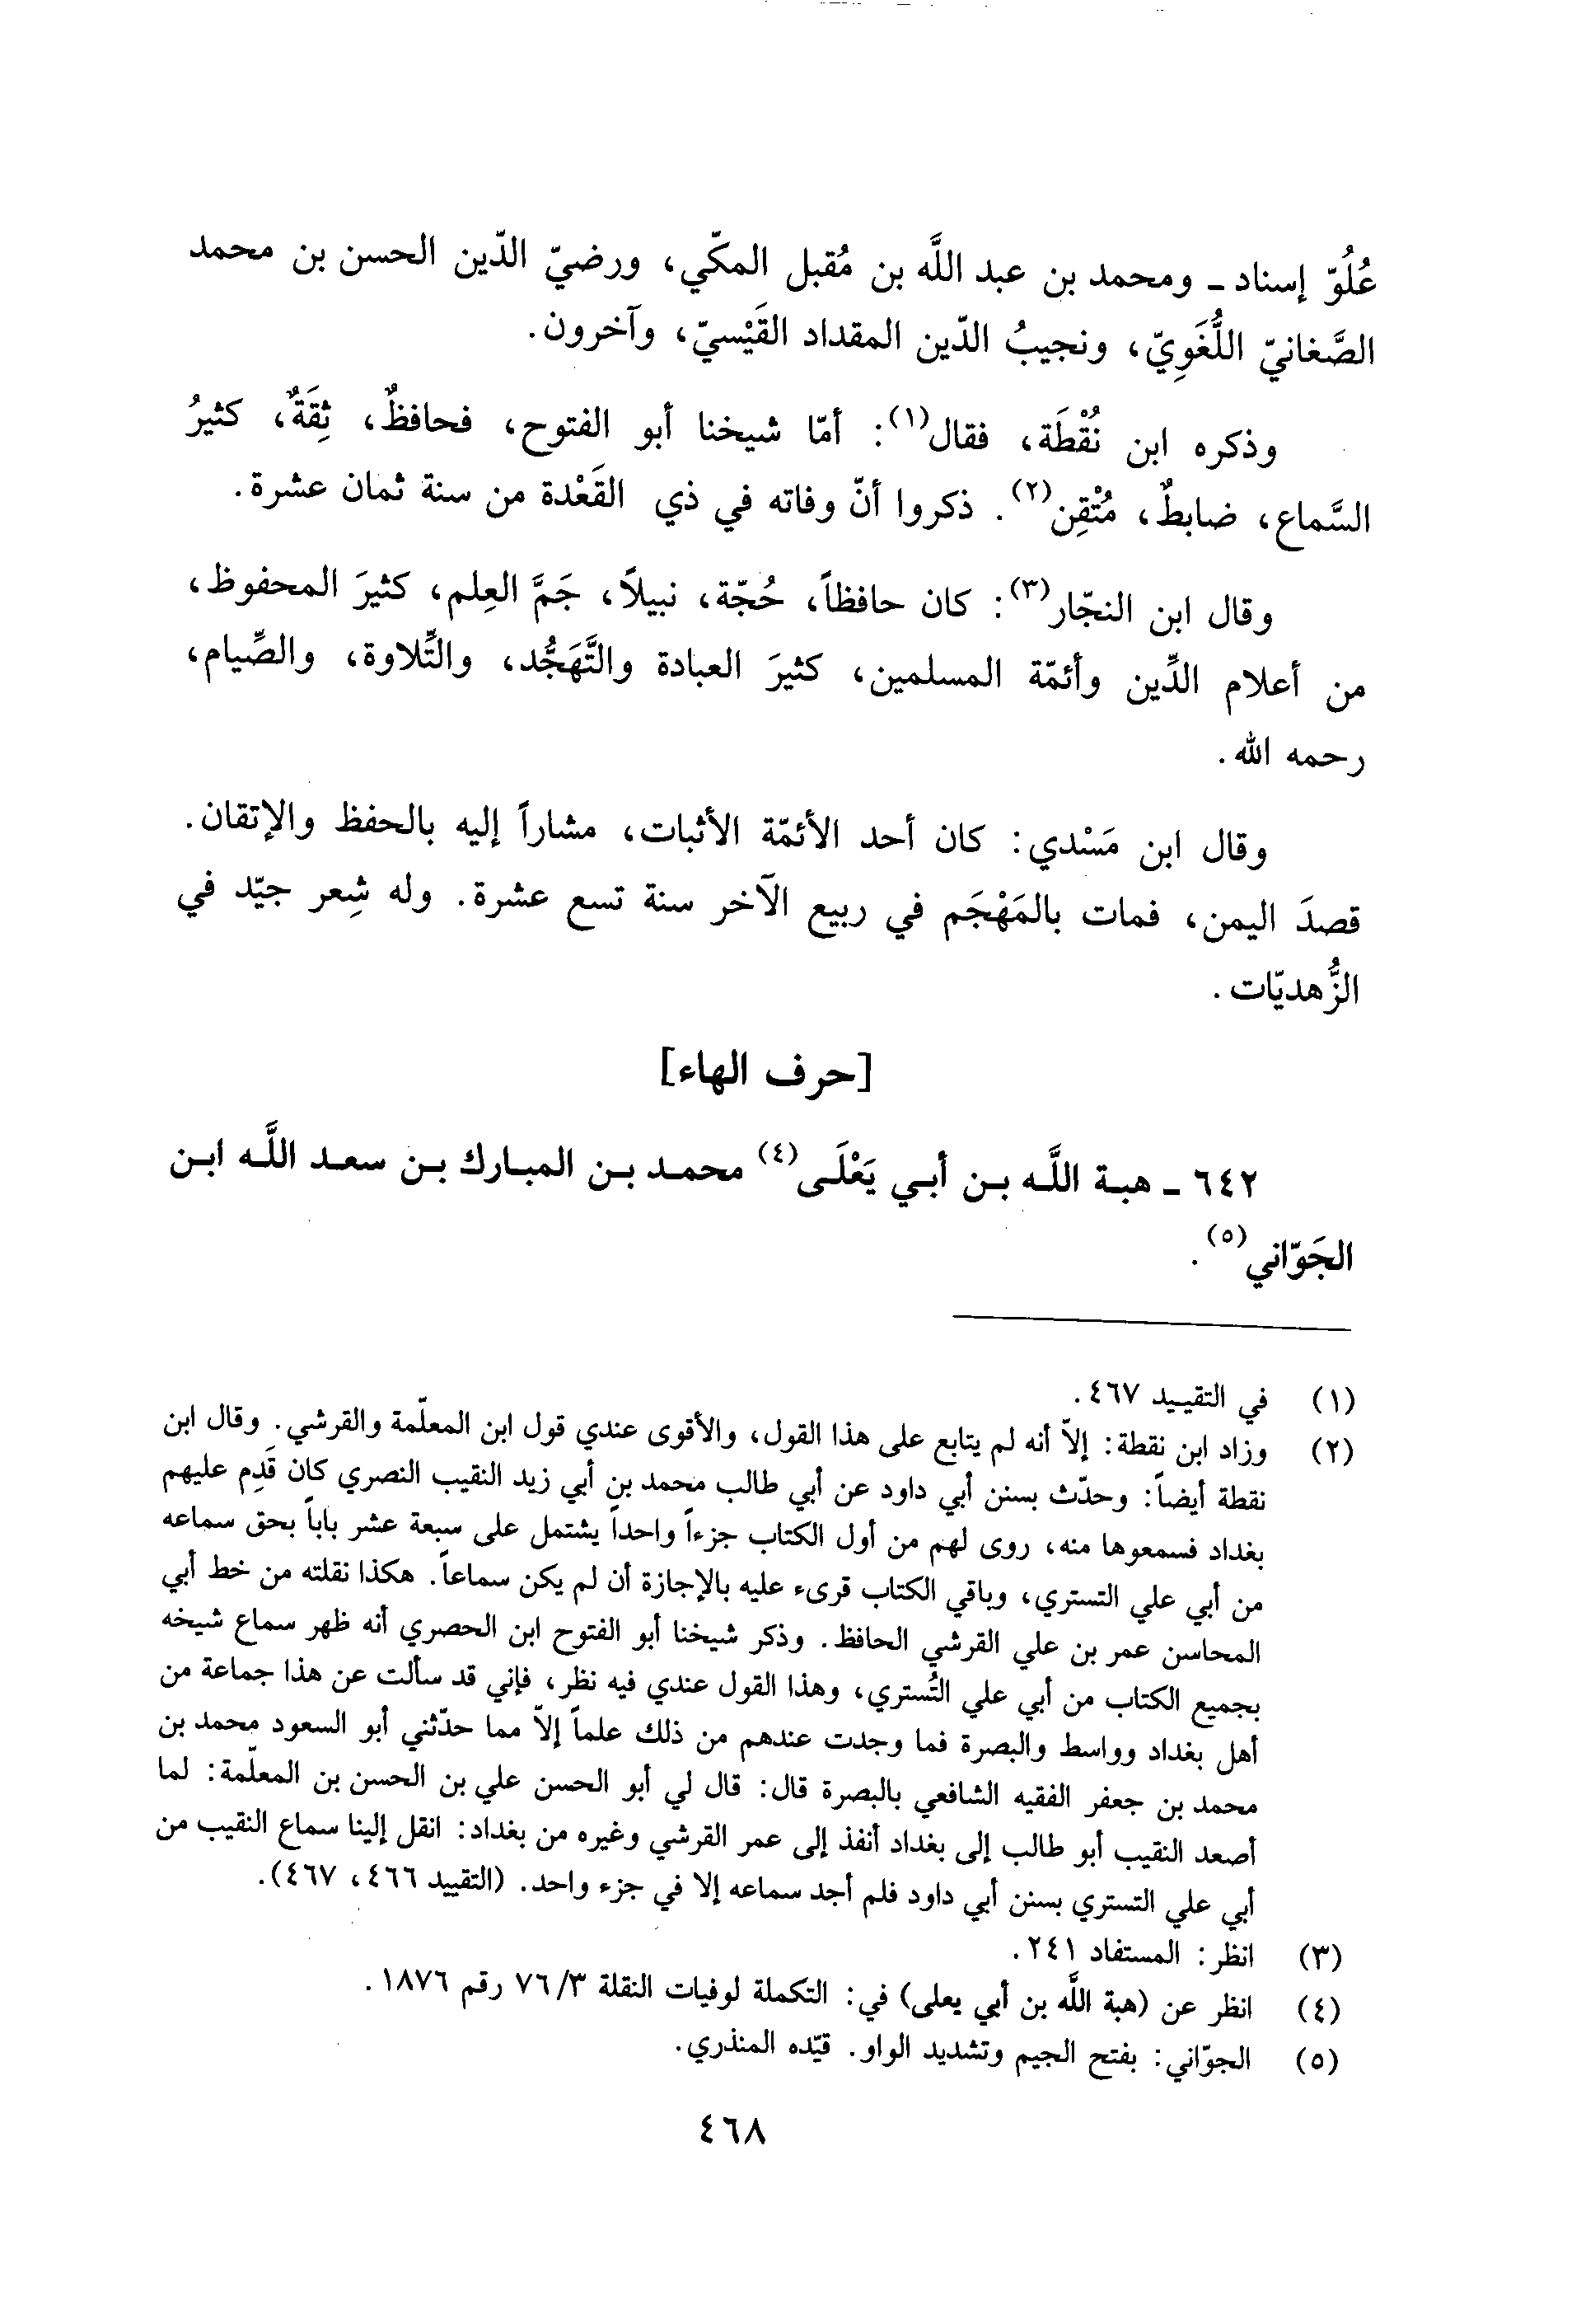 عُلُوّ إسناد ـ ومحمد بن عبد اللَّه بن مُقبل المكّي، ورضيّ الدّين الحسن بن محمد
الصَّغانيّ اللُّغَوِيّ، ونجيبُ الدّين المقداد القَيْسيّ، وآخرون.
وذكره ابن نُقْطَة، فقال(١): أمّا شيخنا أبو الفتوح، فحافظٌ، ثِقَةٌ، كثيرُ
السَّماع، ضابطٌ، مُتْقِن(٢). ذكروا أنّ وفاته في ذي القَعْدة من سنة ثمان عشرة.
وقال ابن النجّار(٣): كان حافظاً، حُجّة، نبيلاً، جَمَّ العِلم، كثيرَ المحفوظ،
من أعلام الدِّين وأئمّة المسلمين، كثيرَ العبادة والتَّهَجُّد، والتِّلاوة، والصِّيام،
رحمه الله.
وقال ابن مَسْدي: كان أحد الأئمّة الأثبات، مشاراً إليه بالحفظ والإتقان.
قصدَ اليمن، فمات بالمَهْجَم في ربيع الآخر سنة تسع عشرة. وله شِعر جيّد في
الزُّهديّات.
[حرف الهاء]
٦٤٢ ـ هبة اللَّه بن أبي يَعْلَى(٤) محمد بن المبارك بن سعد اللَّه ابن
الجَوّاني(٥).
(١) في التقييد ٤٦٧.
(٢) وزاد ابن نقطة: إلاّ أنه لم يتابع على هذا القول، والأقوى عندي قول ابن المعلّمة والقرشي. وقال ابن
نقطة أيضاً: وحدّث بسنن أبي داود عن أبي طالب محمد بن أبي زيد النقيب النصري كان قَدِم عليهم
بغداد فسمعوها منه، روى لهم من أول الكتاب جزءاً واحداً يشتمل على سبعة عشر باباً بحق سماعه
من أبي علي التستري، وباقي الكتاب قرىء عليه بالإجازة أن لم يكن سماعاً. هكذا نقلته من خط أبي
المحاسن عمر بن علي القرشي الحافظ. وذكر شيخنا أبو الفتوح ابن الحصري أنه ظهر سماع شيخه
بجميع الكتاب من أبي علي التُستري، وهذا القول عندي فيه نظر، فإني قد سألت عن هذا جماعة من
أهل بغداد وواسط والبصرة فما وجدت عندهم من ذلك علماً إلاّ مما حدّثني أبو السعود محمد بن
محمد بن جعفر الفقيه الشافعي بالبصرة قال: قال لي أبو الحسن علي بن الحسن بن المعلّمة: لما
أصعد النقيب أبو طالب إلى بغداد أنفذ إلى عمر القرشي وغيره من بغداد: انقل إلينا سماع النقيب من
أبي علي التستري بسنن أبي داود فلم أجد سماعه إلا في جزء واحد. (التقييد ٤٦٦، ٤٦٧).
(٣) انظر: المستفاد ٢٤١.
(٤) انظر عن (هبة اللَّه بن أبي يعلى) في: التكملة لوفيات النقلة ٧٦/٣ رقم ١٨٧٦.
(٥) الجوّاني: بفتح الجيم وتشديد الواو. قيّده المنذري.
٤٦٨